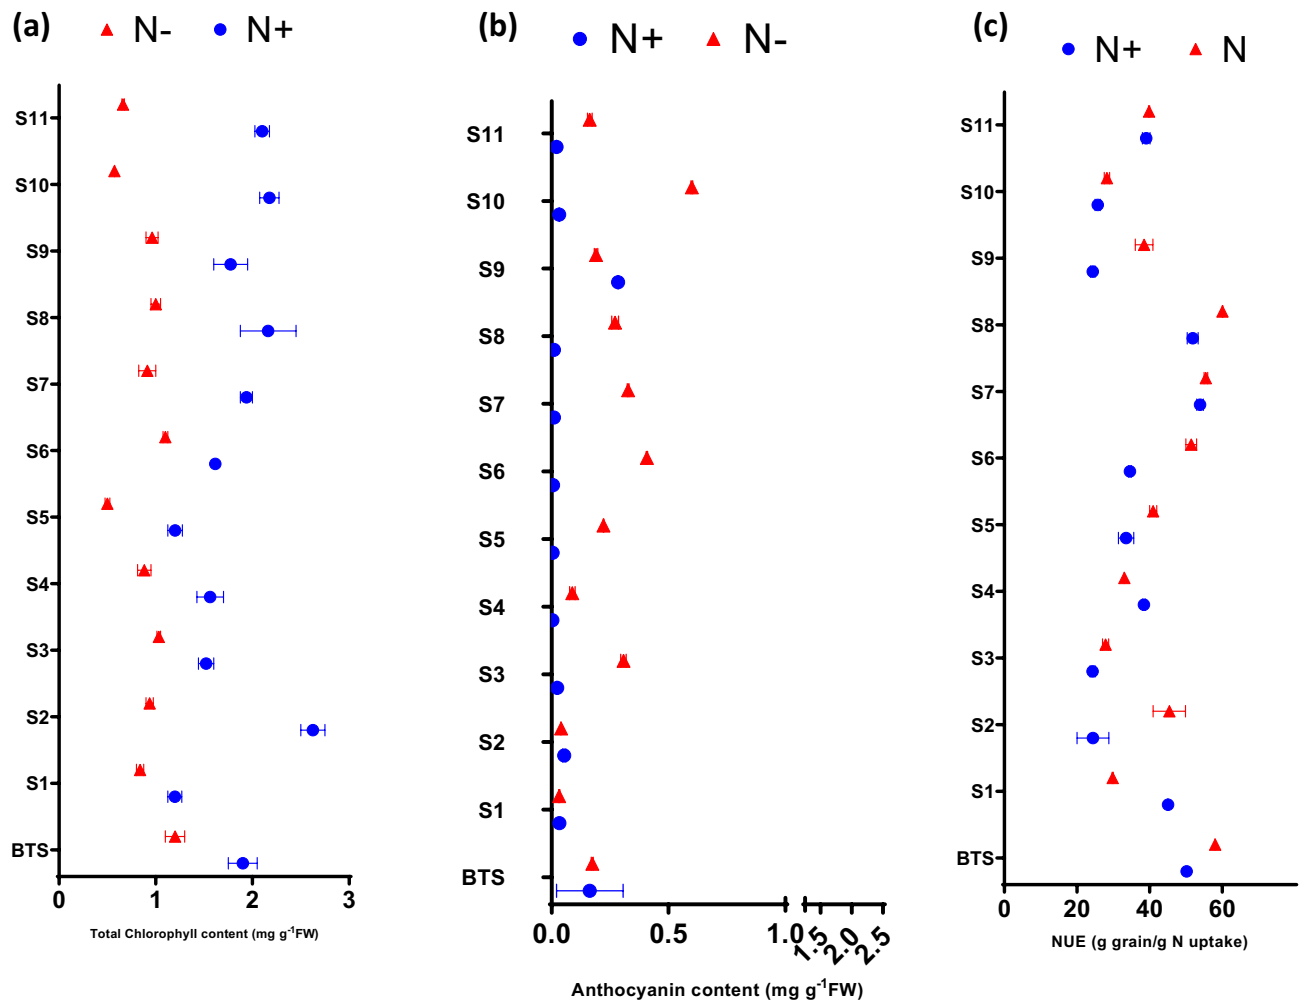 (a) N- N+
S11
S10
S9
S8
S7
S6
S5
S4
S3
S2
S1
BTS
0 1 2 3
Total Chlorophyll content (mg g-1FW)
(b) N+ N-
S11
S10
S9
S8
S7
S6
S5
S4
S3
S2
S1
BTS
0.0 0.5 1.0 1.5 2.0 2.5
Anthocyanin content (mg g-1FW)
(c) N+ N
S11
S10
S9
S8
S7
S6
S5
S4
S3
S2
S1
BTS
0 20 40 60
NUE (g grain/g N uptake)